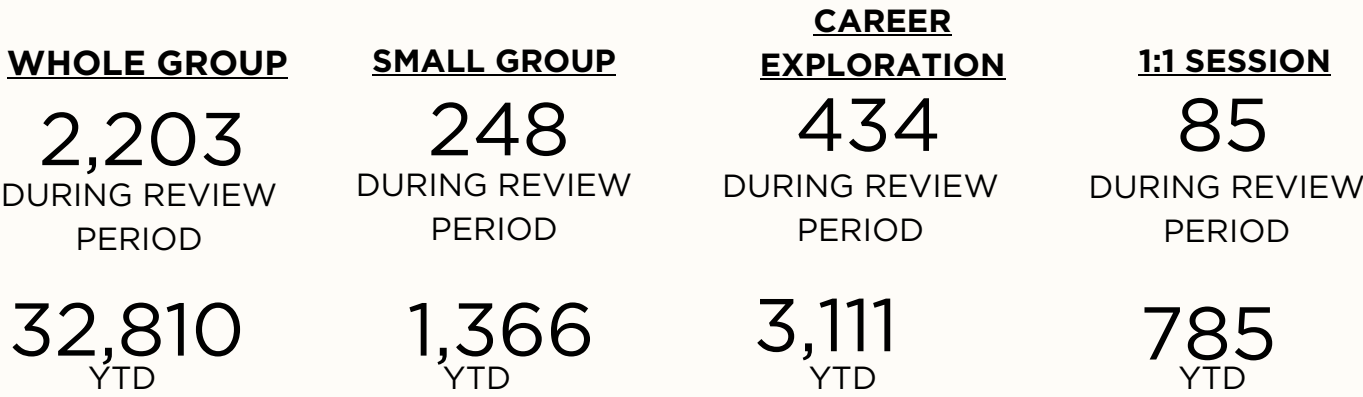 WHOLE GROUP
2,203
DURING REVIEW
PERIOD
32,810
YTD
SMALL GROUP
248
DURING REVIEW
PERIOD
1,366
YTD
CAREER
EXPLORATION
434
DURING REVIEW
PERIOD
3,111
YTD
1:1 SESSION
85
DURING REVIEW
PERIOD
785
YTD